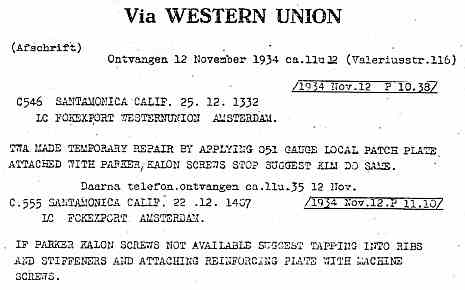 Via WESTERN UNION
(Afschrift)
Ontvangen 12 November 1934 ca.11u12 (Valeriusstr.116)
/1934 Nov.12 P 10.38/
C546 SANTAMONICA CALIF. 25. 12. 1332
LC FOKEXPORT WESTERNUNION AMSTERDAM.
TWA MADE TEMPORARY REPAIR BY APPLYING 051 GAUGE LOCAL PATCH PLATE
ATTACHED WITH PARKER KALON SCREWS STOP SUGGEST KLM DO SAME.
Daarna telefon.ontvangen ca.11u.35 12 Nov.
C.555 SANTAMONICA CALIF. 22 .12. 1407
/1934 Nov.12.P 11.10/
LC FOKEXPORT AMSTERDAM.
IF PARKER KALON SCREWS NOT AVAILABLE SUGGEST TAPPING INTO RIBS
AND STIFFENERS AND ATTACHING REINFORCING PLATE WITH MACHINE
SCREWS.